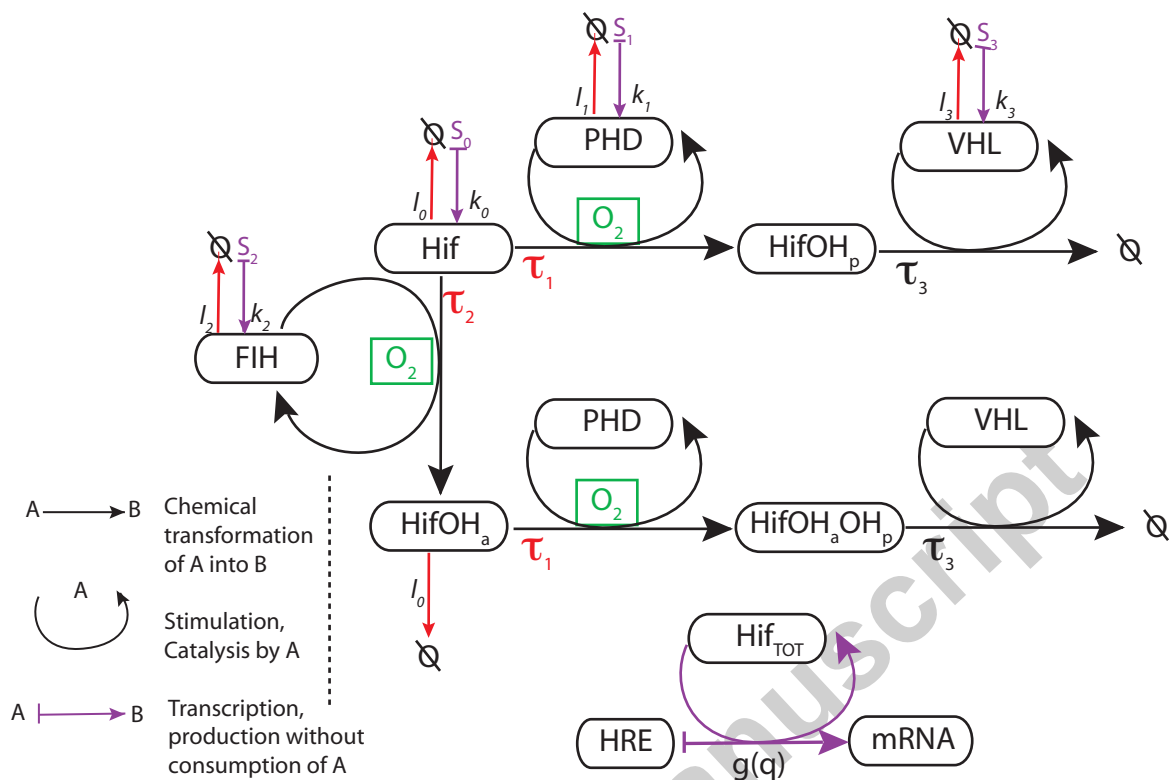 Ø S₁
Ø S₃
l₁ k₁
l₃ k₃
PHD
VHL
Ø S₀
l₀ k₀
O₂
Hif
HifOHₚ
Ø
τ₁
τ₃
Ø S₂
τ₂
l₂ k₂
FIH
O₂
PHD
VHL
O₂
HifOHₐ
HifOHₐOHₚ
Ø
τ₁
τ₃
l₀
Ø
A B Chemical
transformation
of A into B
A
Stimulation,
Catalysis by A
A B Transcription,
production without
consumption of A
Hif_TOT
HRE
mRNA
g(q)
nuscript